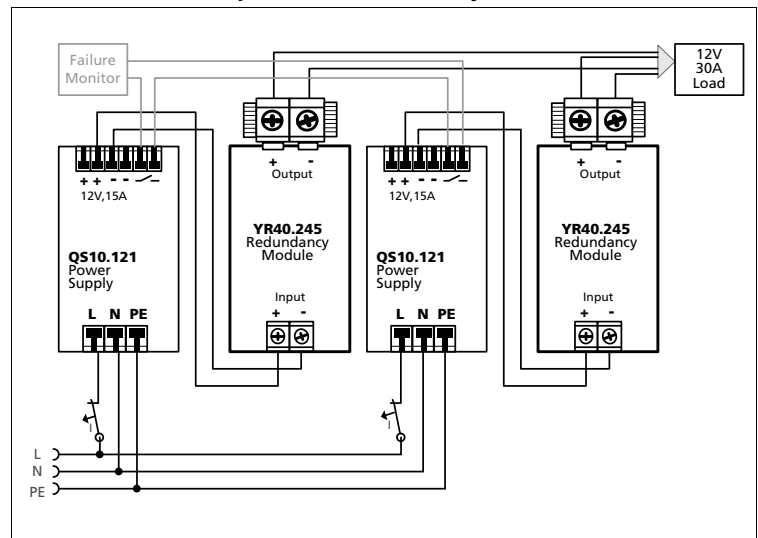 Failure
Monitor
12V
30A
Load
+ + - -
12V,15A
QS10.121
Power
Supply
L N PE
+ -
Output
YR40.245
Redundancy
Module
Input
+ -
+ + - -
12V,15A
QS10.121
Power
Supply
L N PE
+ -
Output
YR40.245
Redundancy
Module
Input
+ -
I
I
L
N
PE